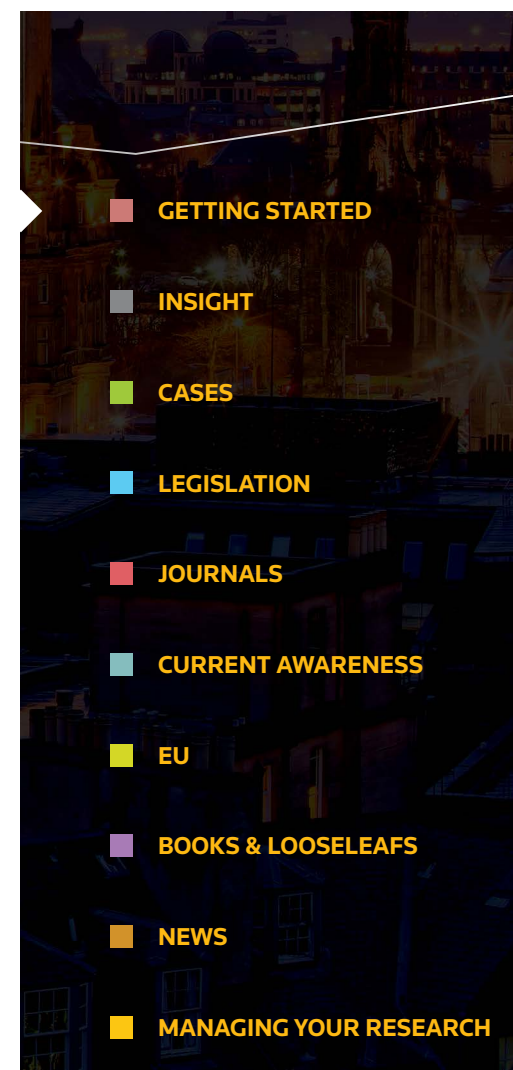 GETTING STARTED
INSIGHT
CASES
LEGISLATION
JOURNALS
CURRENT AWARENESS
EU
BOOKS & LOOSELEAFS
NEWS
MANAGING YOUR RESEARCH